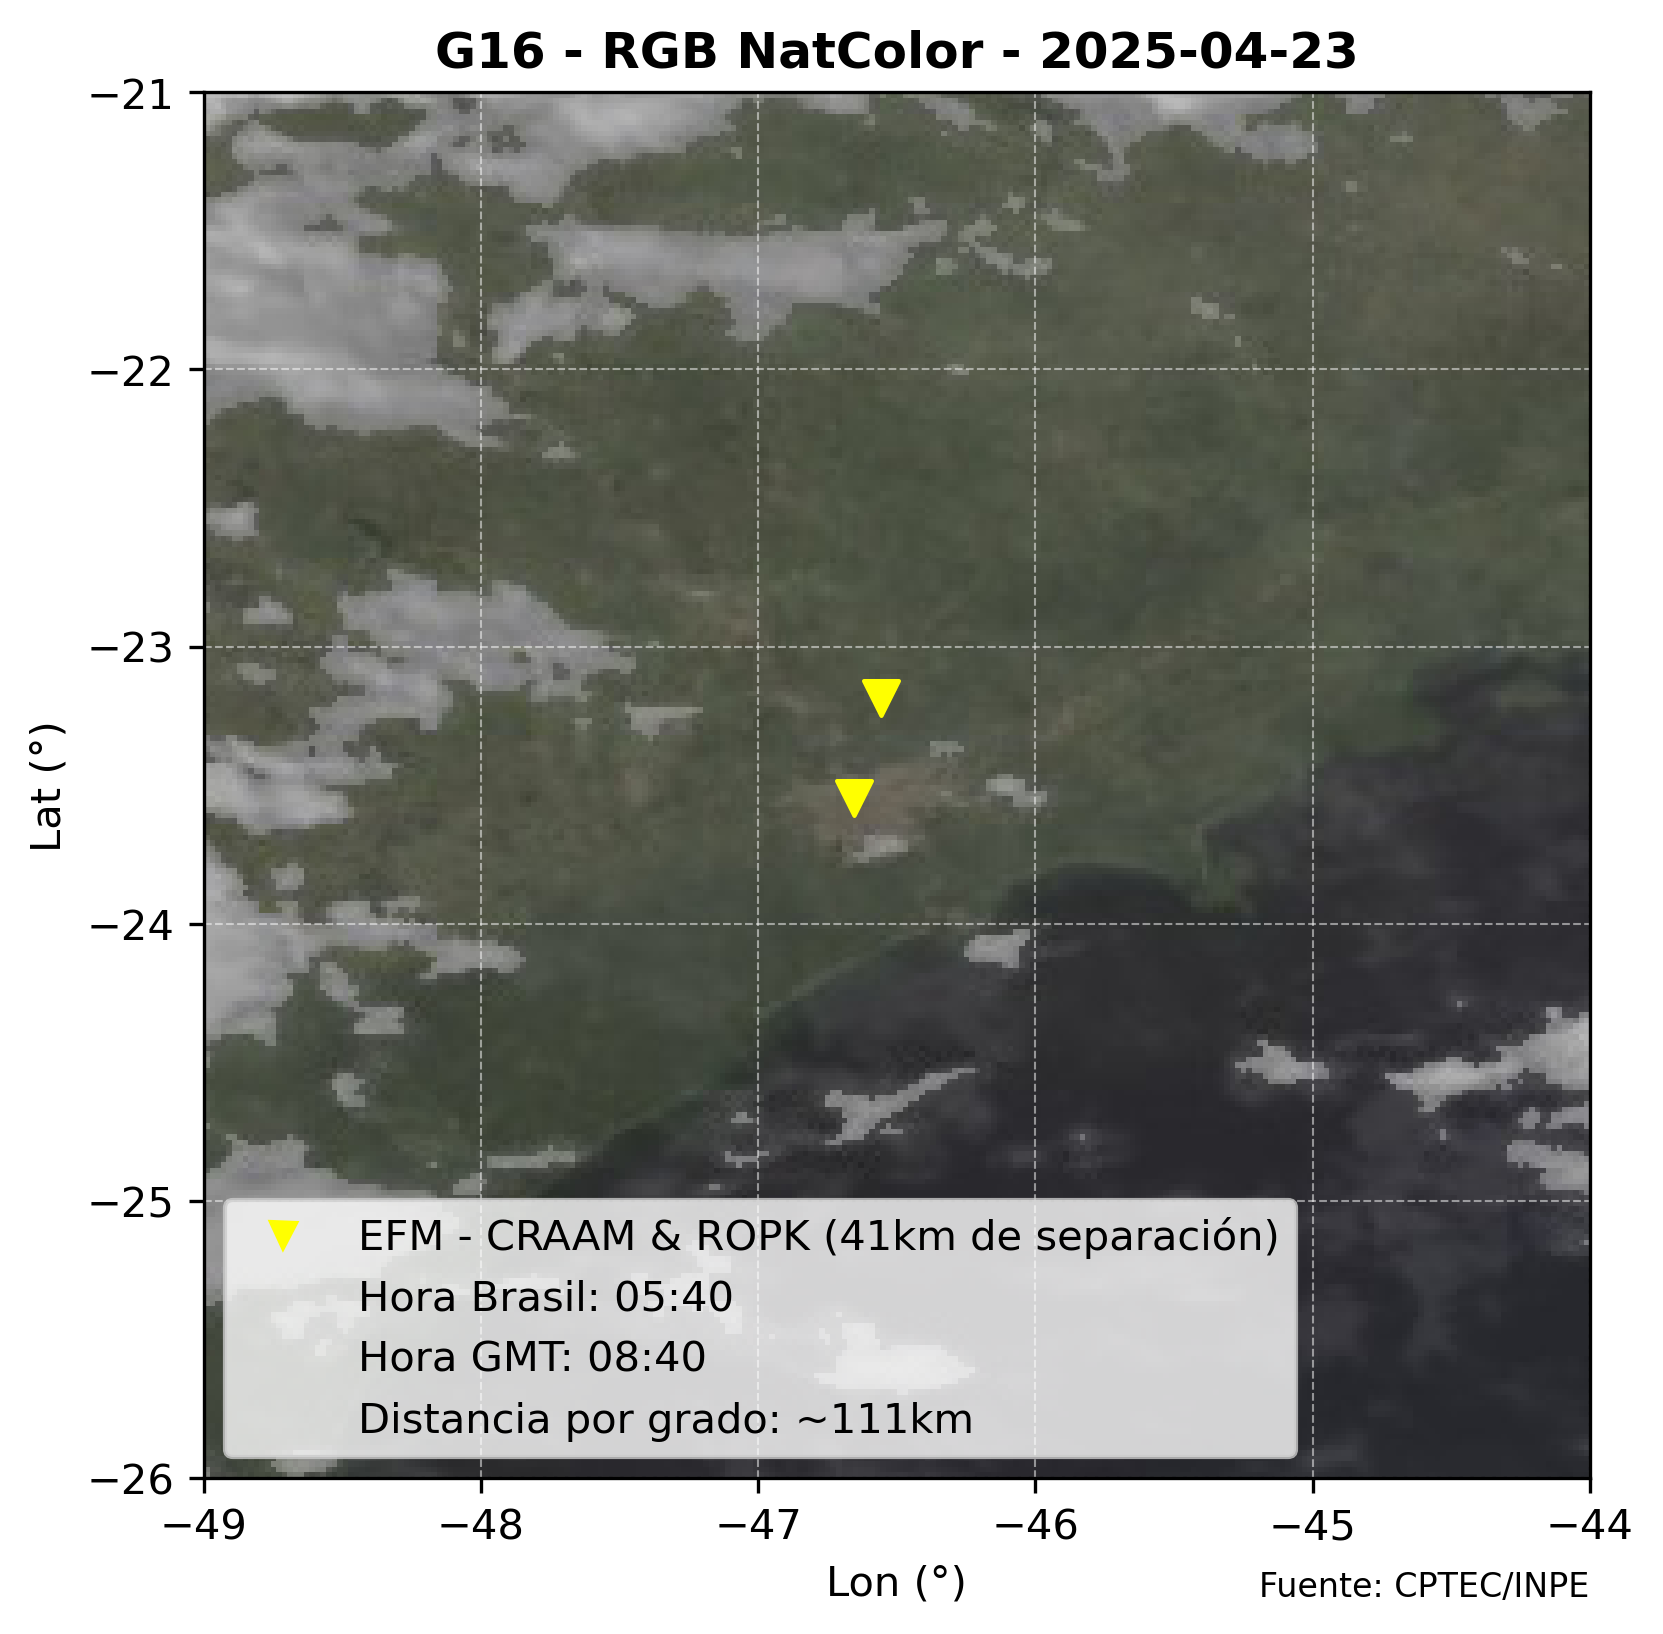 G16 - RGB NatColor - 2025-04-23
−21
−22
−23
−24
−25
−26
Lat (°)
EFM - CRAAM & ROPK (41km de separación)
Hora Brasil: 05:40
Hora GMT: 08:40
Distancia por grado: ~111km
−49 −48 −47 −46 −45 −44
Lon (°)
Fuente: CPTEC/INPE